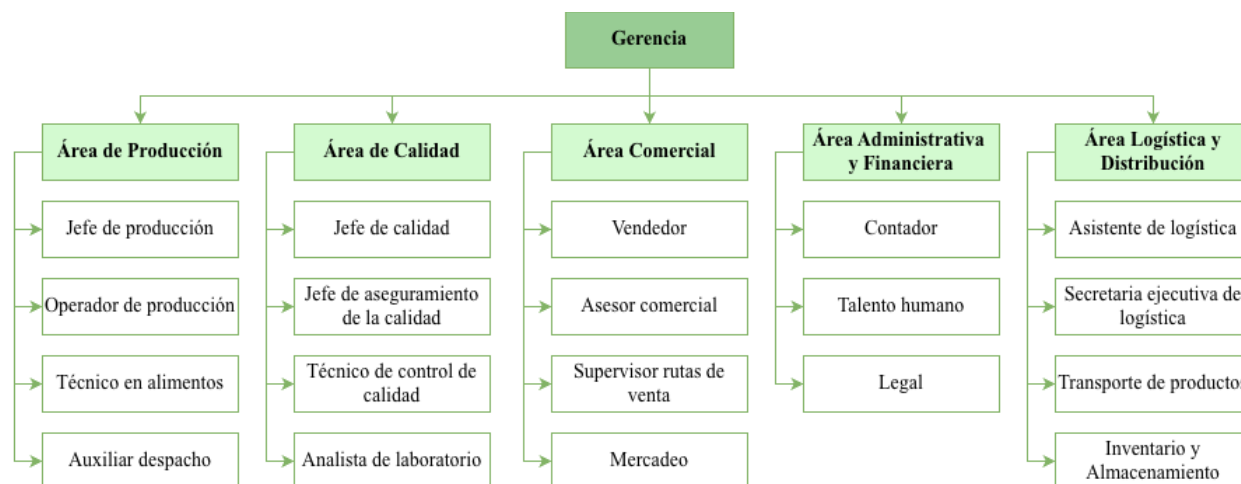 Gerencia
Área de Producción
Área de Calidad
Área Comercial
Área Administrativa
y Financiera
Área Logística y
Distribución
Jefe de producción
Jefe de calidad
Vendedor
Contador
Asistente de logística
Operador de producción
Jefe de aseguramiento
de la calidad
Asesor comercial
Talento humano
Secretaria ejecutiva de
logística
Técnico en alimentos
Técnico de control de
calidad
Supervisor rutas de
venta
Legal
Transporte de productos
Auxiliar despacho
Analista de laboratorio
Mercadeo
Inventario y
Almacenamiento